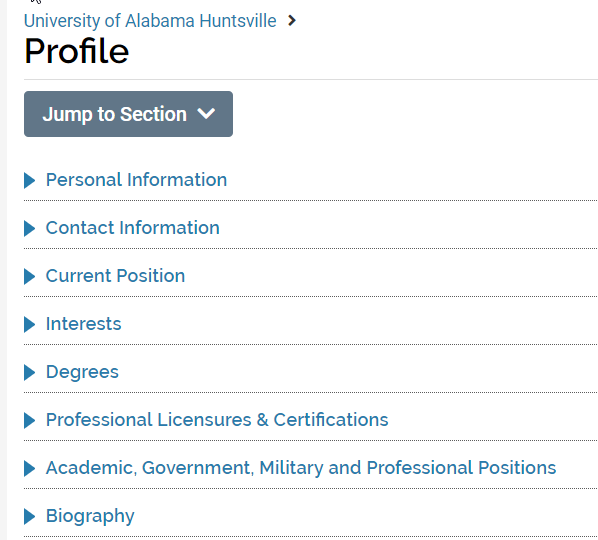 University of Alabama Huntsville
Profile
Jump to Section
Personal Information
Contact Information
Current Position
Interests
Degrees
Professional Licensures & Certifications
Academic, Government, Military and Professional Positions
Biography